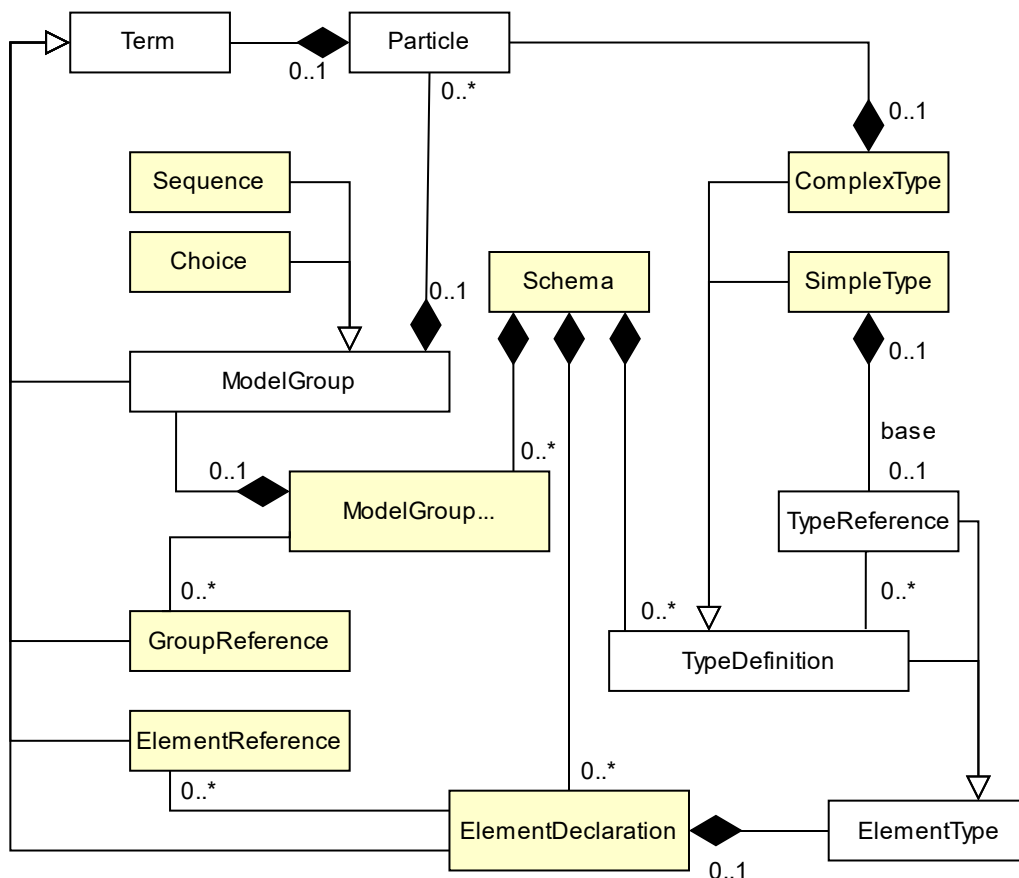 Term
Particle
0..1
0..*
0..1
Sequence
ComplexType
Choice
Schema
SimpleType
0..1
0..1
ModelGroup
base
0..1
0..*
0..1
ModelGroup...
TypeReference
0..*
0..*
0..*
GroupReference
TypeDefinition
ElementReference
0..*
0..*
ElementDeclaration
ElementType
0..1